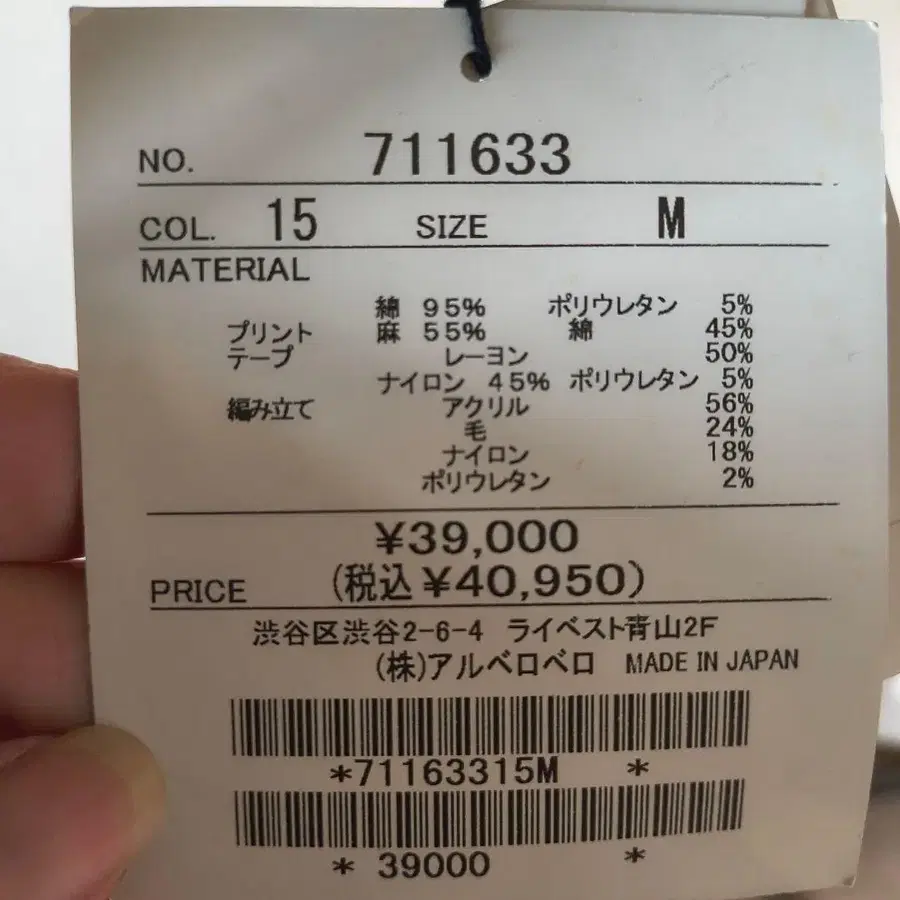 NO. 711633
COL. 15 SIZE M
MATERIAL
綿 95% ポリウレタン 5%
プリント 麻 55% 綿 45%
テープ レーヨン 50%
ナイロン 45% ポリウレタン 5%
編み立て アクリル 56%
毛 24%
ナイロン 18%
ポリウレタン 2%
¥39,000
PRICE (税込¥40,950)
渋谷区渋谷2-6-4 ライベスト青山2F
(株)アルベロベロ MADE IN JAPAN
*71163315M *
* 39000 *